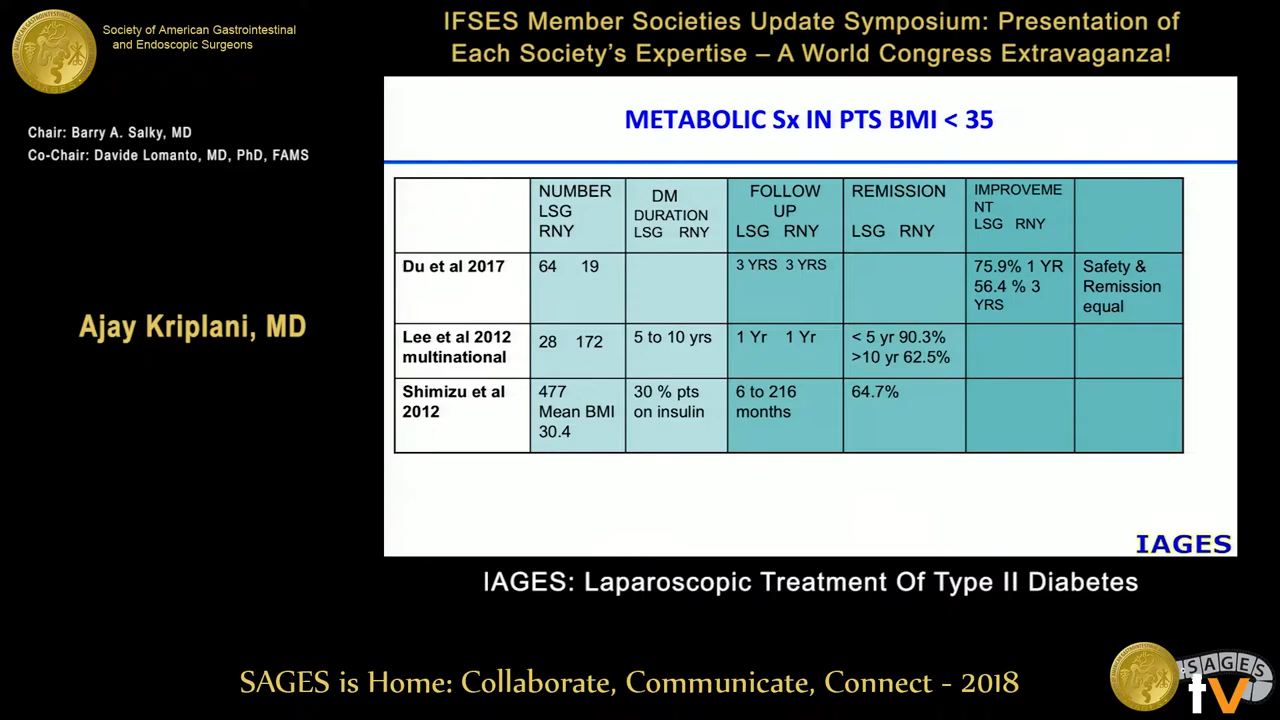 Society of American Gastrointestinal
and Endoscopic Surgeons
IFSES Member Societies Update Symposium: Presentation of
Each Society's Expertise – A World Congress Extravaganza!
Chair: Barry A. Salky, MD
Co-Chair: Davide Lomanto, MD, PhD, FAMS
Ajay Kriplani, MD
METABOLIC Sx IN PTS BMI < 35
NUMBER
LSG
RNY
DM
DURATION
LSG RNY
FOLLOW
UP
LSG RNY
REMISSION
LSG RNY
IMPROVEME
NT
LSG RNY
Du et al 2017
64 19
3 YRS 3 YRS
75.9% 1 YR
56.4 % 3
YRS
Safety &
Remission
equal
Lee et al 2012
multinational
28 172
5 to 10 yrs
1 Yr 1 Yr
< 5 yr 90.3%
>10 yr 62.5%
Shimizu et al
2012
477
Mean BMI
30.4
30 % pts
on insulin
6 to 216
months
64.7%
IAGES
IAGES: Laparoscopic Treatment Of Type II Diabetes
SAGES is Home: Collaborate, Communicate, Connect - 2018
SAGES
tv